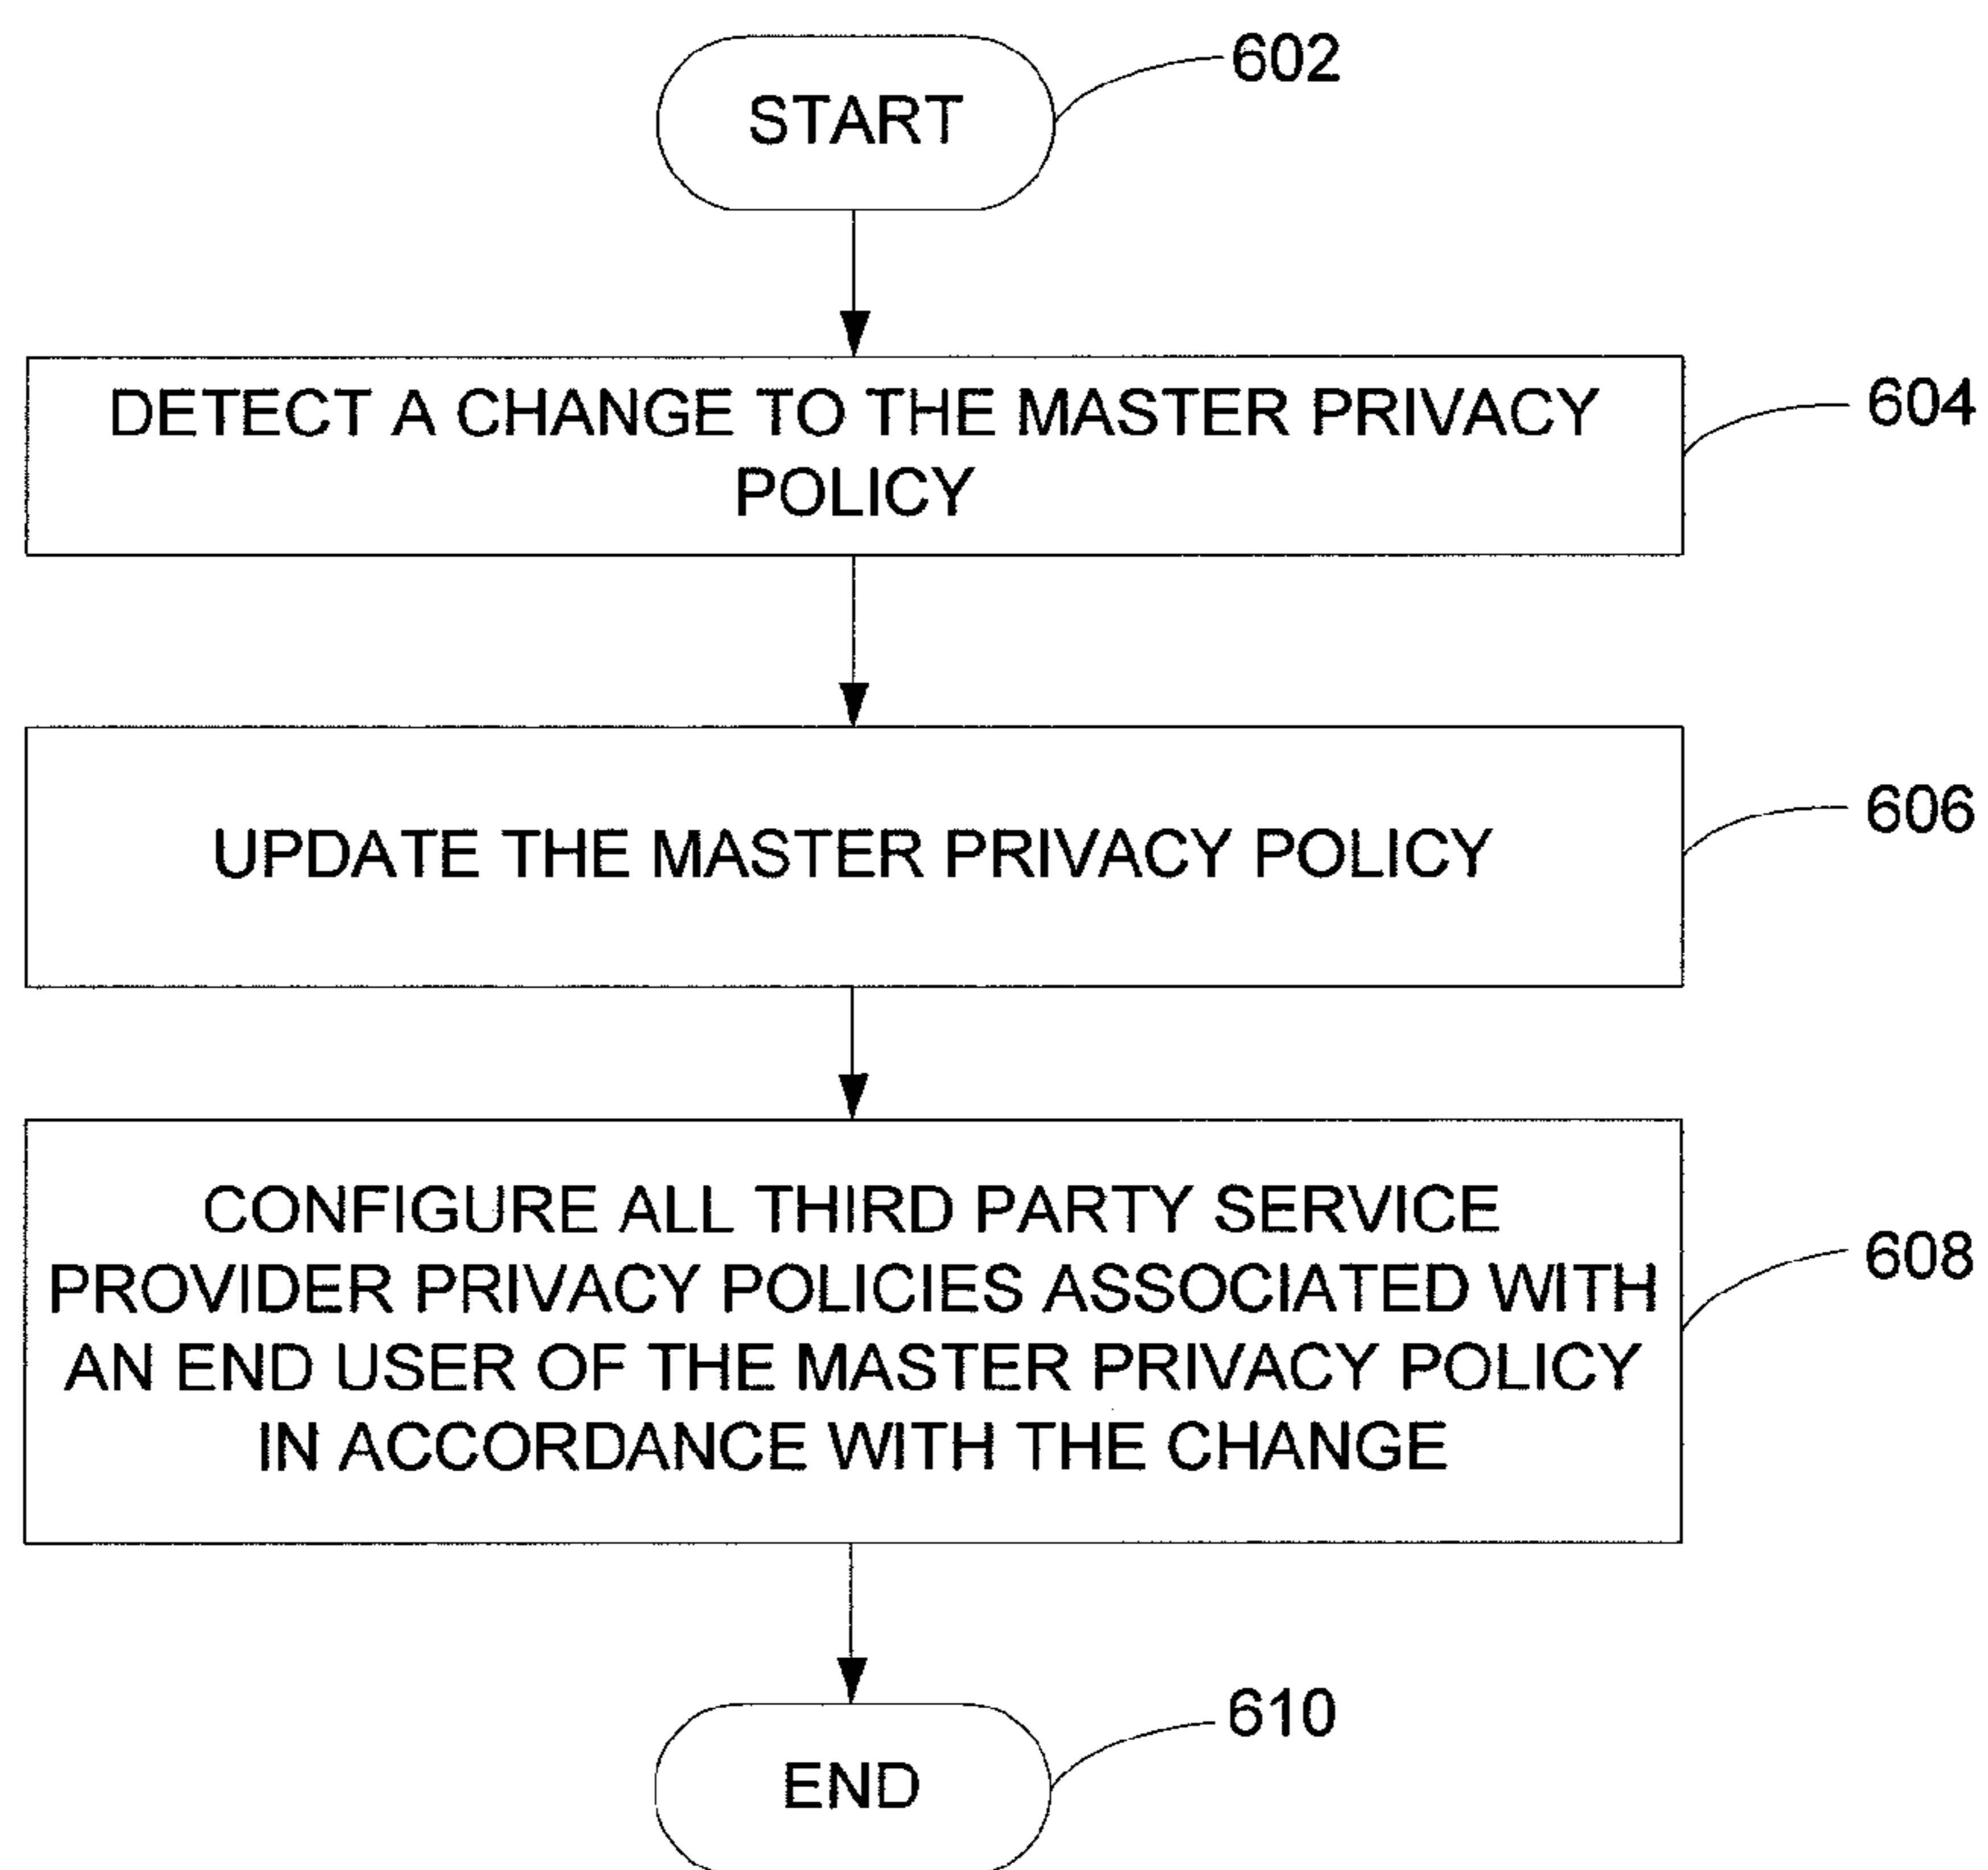 602
START
DETECT A CHANGE TO THE MASTER PRIVACY
POLICY
604
UPDATE THE MASTER PRIVACY POLICY
606
CONFIGURE ALL THIRD PARTY SERVICE
PROVIDER PRIVACY POLICIES ASSOCIATED WITH
AN END USER OF THE MASTER PRIVACY POLICY
IN ACCORDANCE WITH THE CHANGE
608
610
END